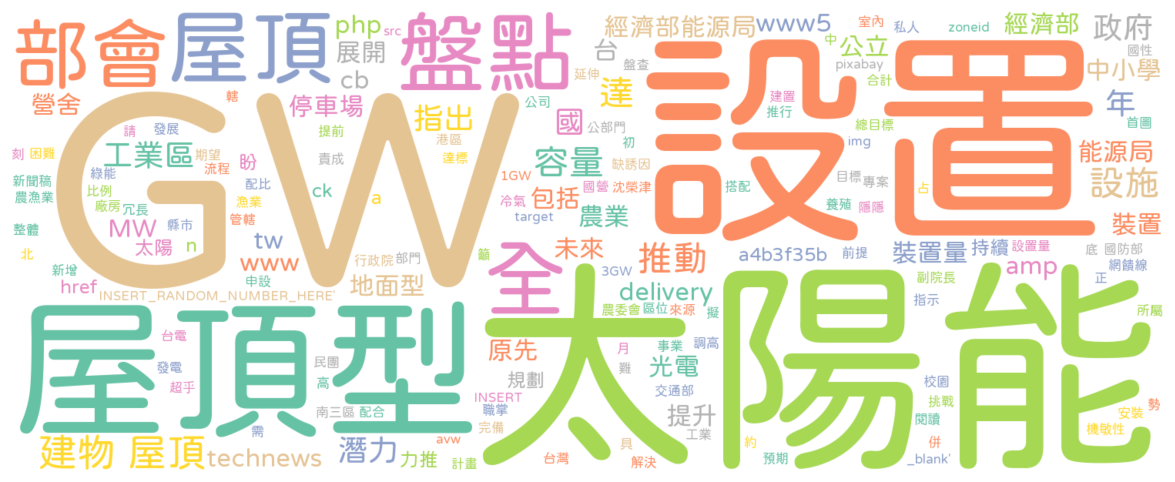 部會 屋頂 php src 盤點 經濟部能源局 www5 室內 私人 zoneid 經濟部 政府
展開 cb 延伸 台 盤查 中 公立 pixabay 國性 中小學
營舍 轄 停車場 指出 公司 達 設置 建置 合計 年
請 發展 提前 港區 國 公部門 推行 總目標 首圖
刻 困難 工業區 期望 盼 責成 達標 容量 初 缺誘因 img 能源局
新聞稿 綠能 流程 配比 ck 1GW 包括 國營 沈榮津 搭配 目標 專案 設施
農漁業 比例 GW 漁業 a 冷氣 農業 養殖 隱隱 占
廠房 冗長 管轄 target
整體 MW 縣市 裝置
北 太陽 n tw 籲 全 未來 推動 a4b3f35b 前提 裝置量 持續 設置量 底 國防部
新增 申設 www 行政院 部門 3GW amp 正 網饋線
href 地面型 delivery 副院長
INSERT_RANDOM_NUMBER_HERE' 農委會 區位 來源 擬 指示 所屬
屋頂型 台電 太陽能
發電 民團 原先 月 事業 調高
超乎 高 規劃 難 光電 校園
南三區 配合 INSERT 交通部 挑戰 勢
需 職掌 提升 閱讀 安裝
建物 屋頂 潛力 avw 完備 具 工業 約 併 機敏性
technews 力推 計畫 台灣 解決 預期 _blank'